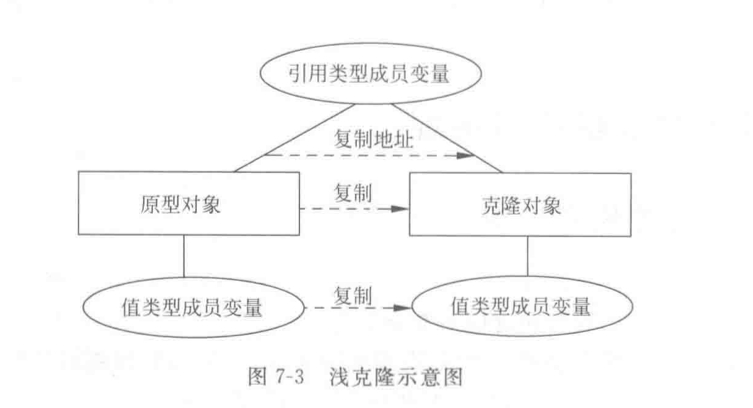 引用类型成员变量
复制地址
原型对象
复制
克隆对象
值类型成员变量
复制
值类型成员变量
图 7-3 浅克隆示意图